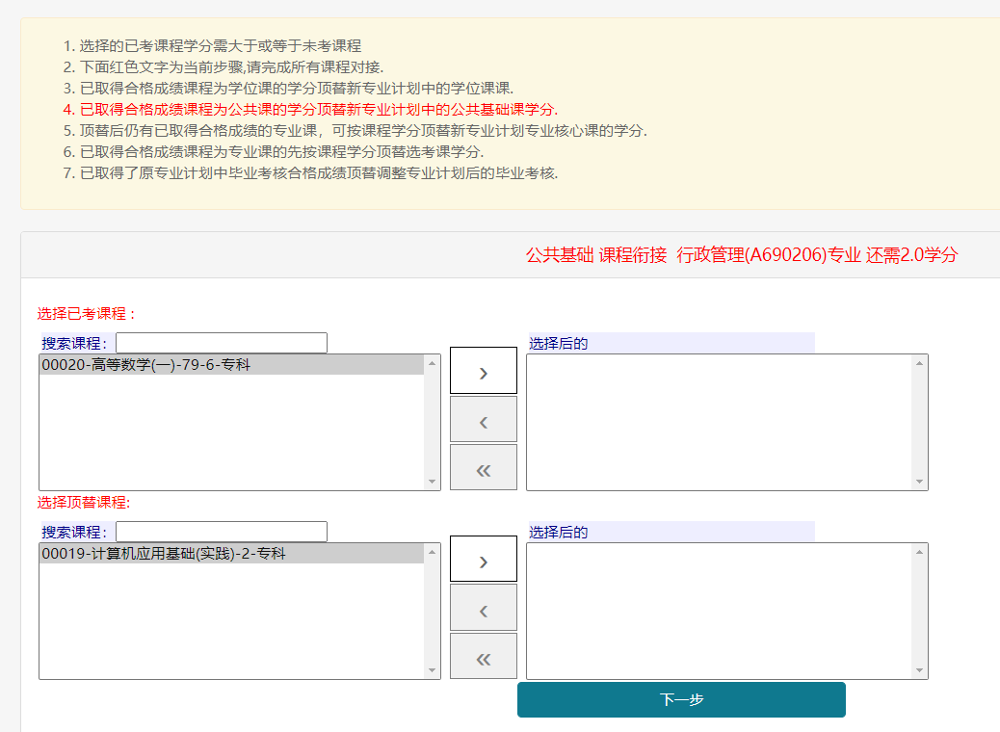 1. 选择的已考课程学分需大于或等于未考课程
2. 下面红色文字为当前步骤,请完成所有课程对接.
3. 已取得合格成绩课程为学位课的学分顶替新专业计划中的学位课课.
4. 已取得合格成绩课程为公共课的学分顶替新专业计划中的公共基础课学分.
5. 顶替后仍有已取得合格成绩的专业课，可按课程学分顶替新专业计划专业核心课的学分.
6. 已取得合格成绩课程为专业课的先按课程学分顶替选考课学分.
7. 已取得了原专业计划中毕业考核合格成绩顶替调整专业计划后的毕业考核.
公共基础 课程衔接 行政管理(A690206)专业 还需2.0学分
选择已考课程：
搜索课程：
选择后的
00020-高等数学(一)-79-6-专科
›
‹
«
选择顶替课程:
搜索课程：
选择后的
00019-计算机应用基础(实践)-2-专科
›
‹
«
下一步